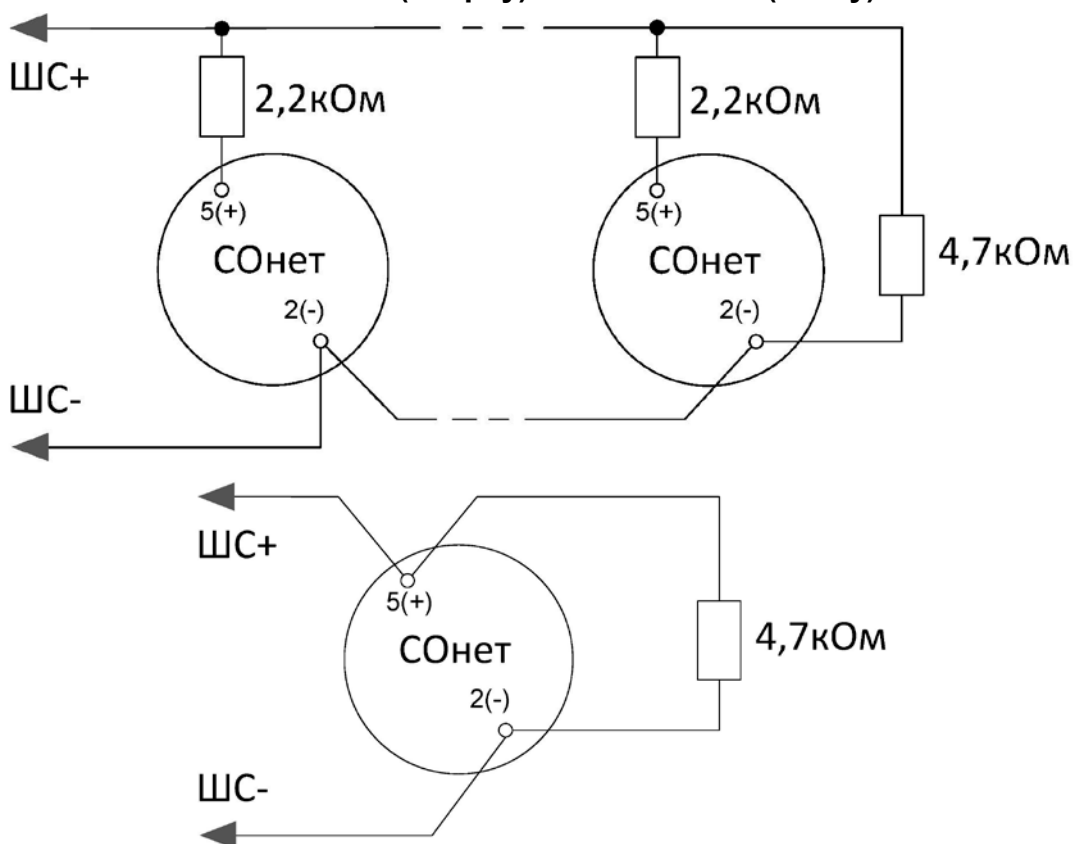 ШС+
2,2кОм
2,2кОм
5(+)
5(+)
СОнет
СОнет
4,7кОм
2(-)
2(-)
ШС-
ШС+
5(+)
СОнет
4,7кОм
2(-)
ШС-